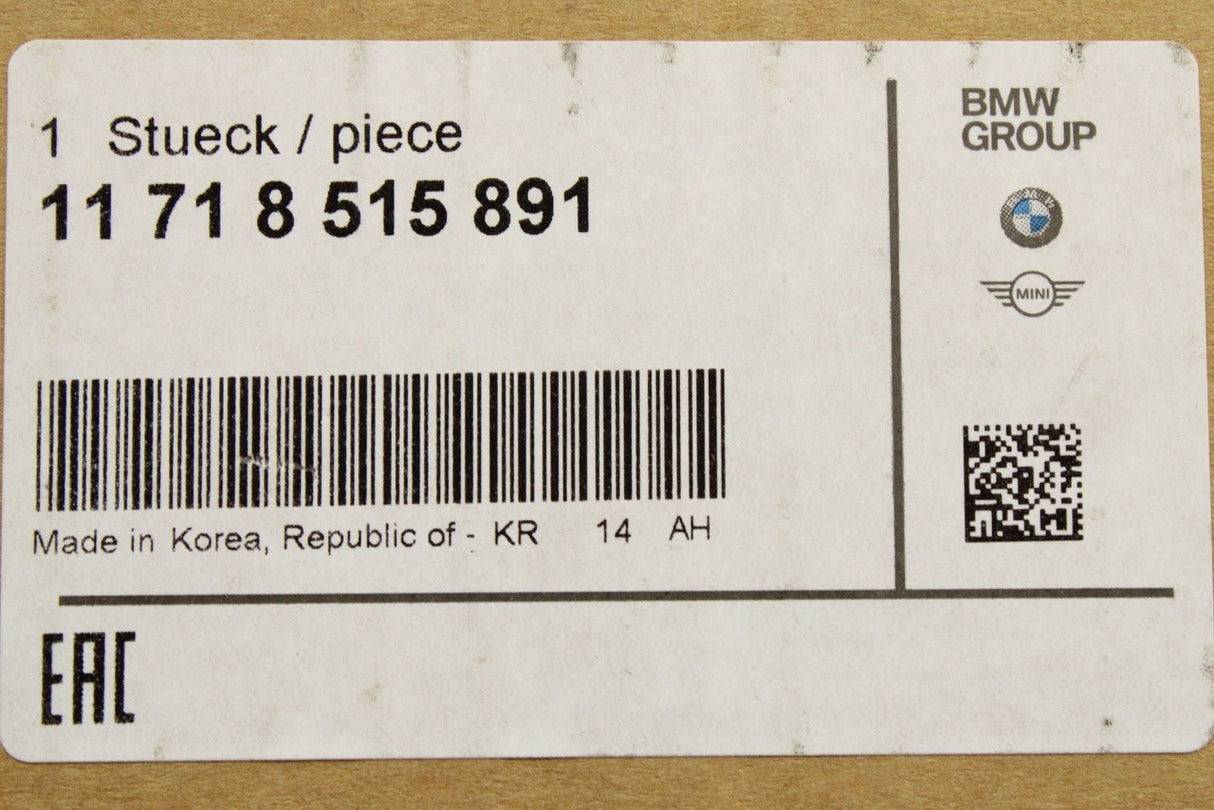 1 Stueck / piece
11 71 8 515 891
Made in Korea, Republic of - KR 14 AH
EAC
BMW
GROUP
MINI